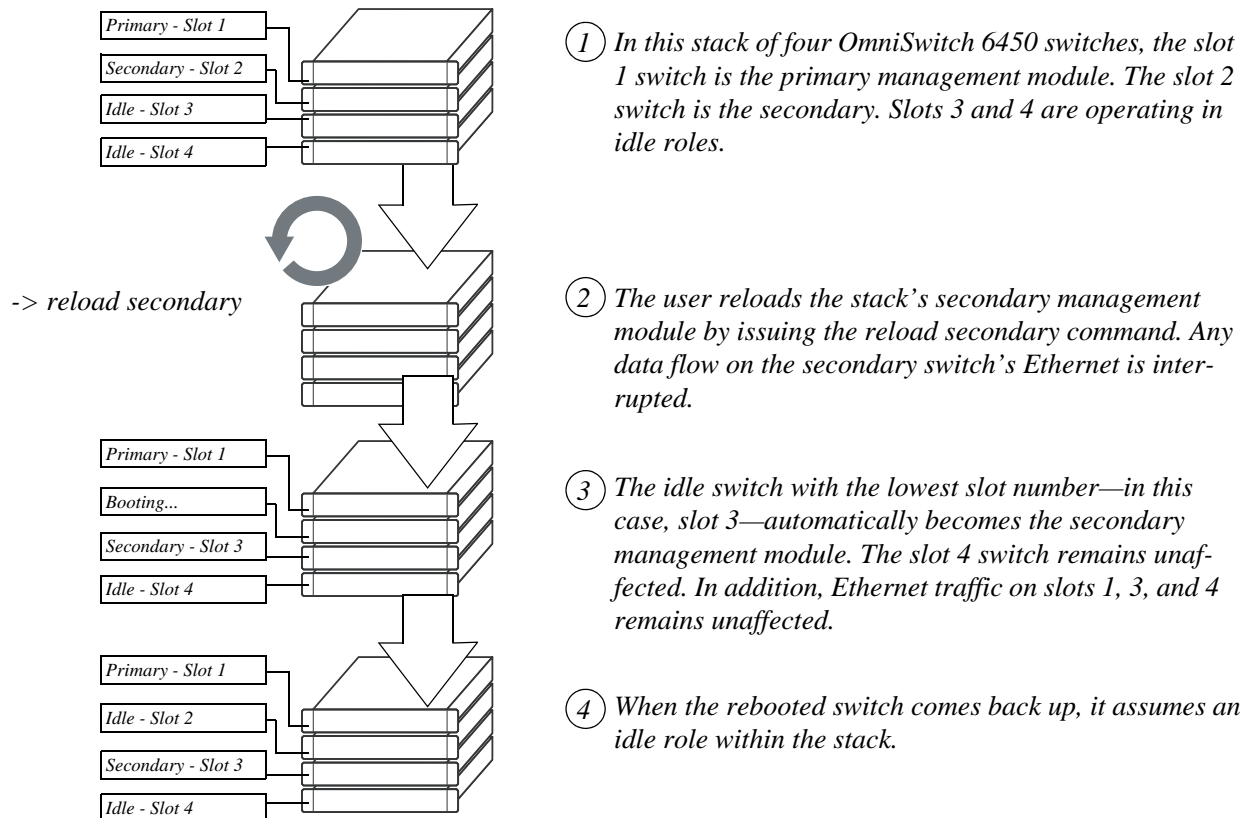 Primary - Slot 1
Secondary - Slot 2
Idle - Slot 3
Idle - Slot 4
1 In this stack of four OmniSwitch 6450 switches, the slot
1 switch is the primary management module. The slot 2
switch is the secondary. Slots 3 and 4 are operating in
idle roles.
-> reload secondary
2 The user reloads the stack’s secondary management
module by issuing the reload secondary command. Any
data flow on the secondary switch’s Ethernet is inter-
rupted.
Primary - Slot 1
Booting...
Secondary - Slot 3
Idle - Slot 4
3 The idle switch with the lowest slot number—in this
case, slot 3—automatically becomes the secondary
management module. The slot 4 switch remains unaf-
fected. In addition, Ethernet traffic on slots 1, 3, and 4
remains unaffected.
Primary - Slot 1
Idle - Slot 2
Secondary - Slot 3
Idle - Slot 4
4 When the rebooted switch comes back up, it assumes an
idle role within the stack.